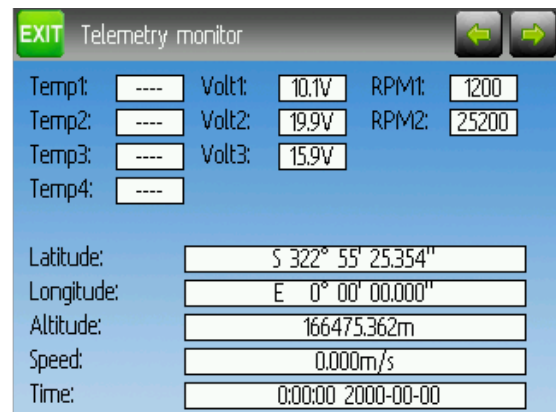 EXIT Telemetry monitor
Temp1: ---- Volt1: 10.1V RPM1: 1200
Temp2: ---- Volt2: 19.9V RPM2: 25200
Temp3: ---- Volt3: 15.9V
Temp4: ----
Latitude: S 322° 55' 25.354"
Longitude: E 0° 00' 00.000"
Altitude: 166475.362m
Speed: 0.000m/s
Time: 0:00:00 2000-00-00